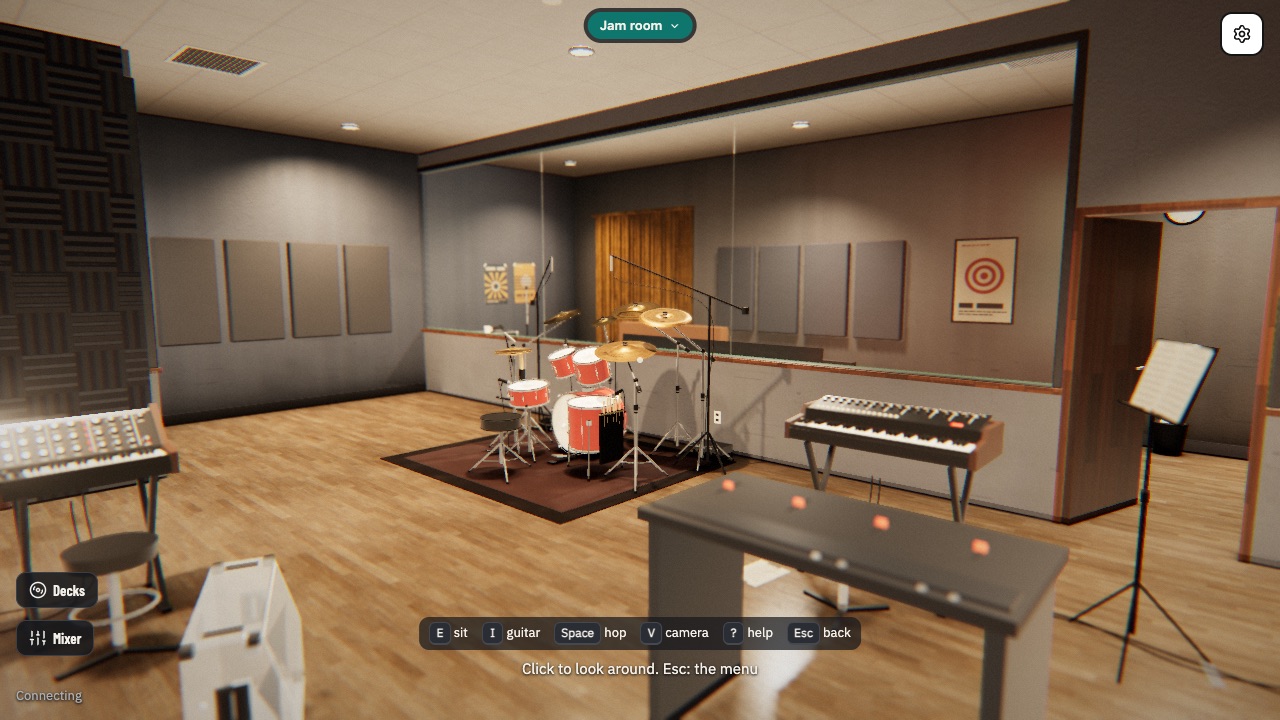 Jam room
Decks
Mixer
E sit I guitar Space hop V camera ? help Esc back
Click to look around. Esc: the menu
Connecting